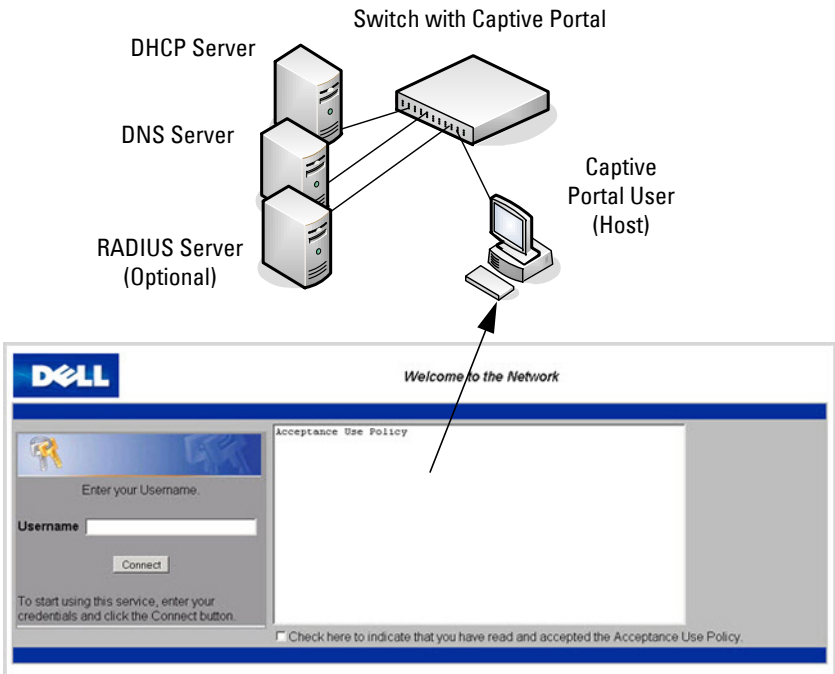 Switch with Captive Portal
DHCP Server
DNS Server
Captive
Portal User
(Host)
RADIUS Server
(Optional)
DELL
Welcome to the Network
Acceptance Use Policy
Enter your Username.
Username
Connect
To start using this service, enter your
credentials and click the Connect button.
Check here to indicate that you have read and accepted the Acceptance Use Policy.